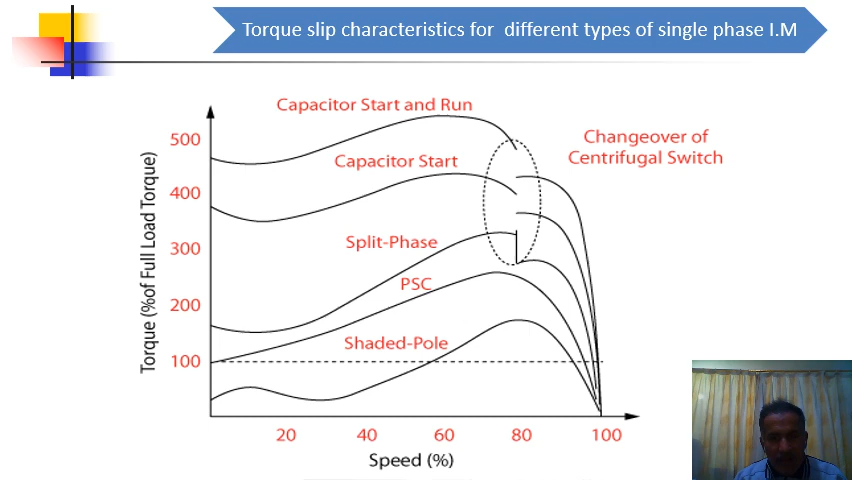 Torque slip characteristics for  different types of single phase I.M
Capacitor Start and Run
500
Changeover of
Centrifugal Switch
Capacitor Start
400
Split-Phase
300
PSC
200
Shaded-Pole
100
Torque (%of Full Load Torque)
20
40
60
80
100
Speed (%)